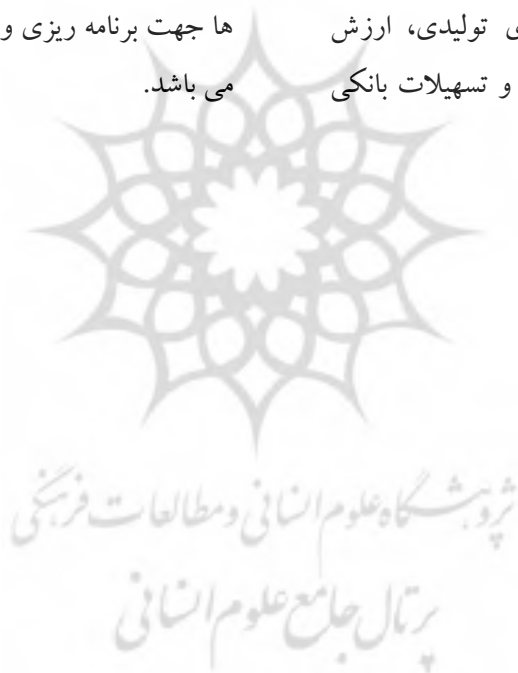 ی تولیدی، ارزش
و تسهیلات بانکی
ها جهت برنامه ریزی و
می باشد.
پژوهشگاه علوم انسانی و مطالعات فرهنگی
پرتال جامع علوم انسانی